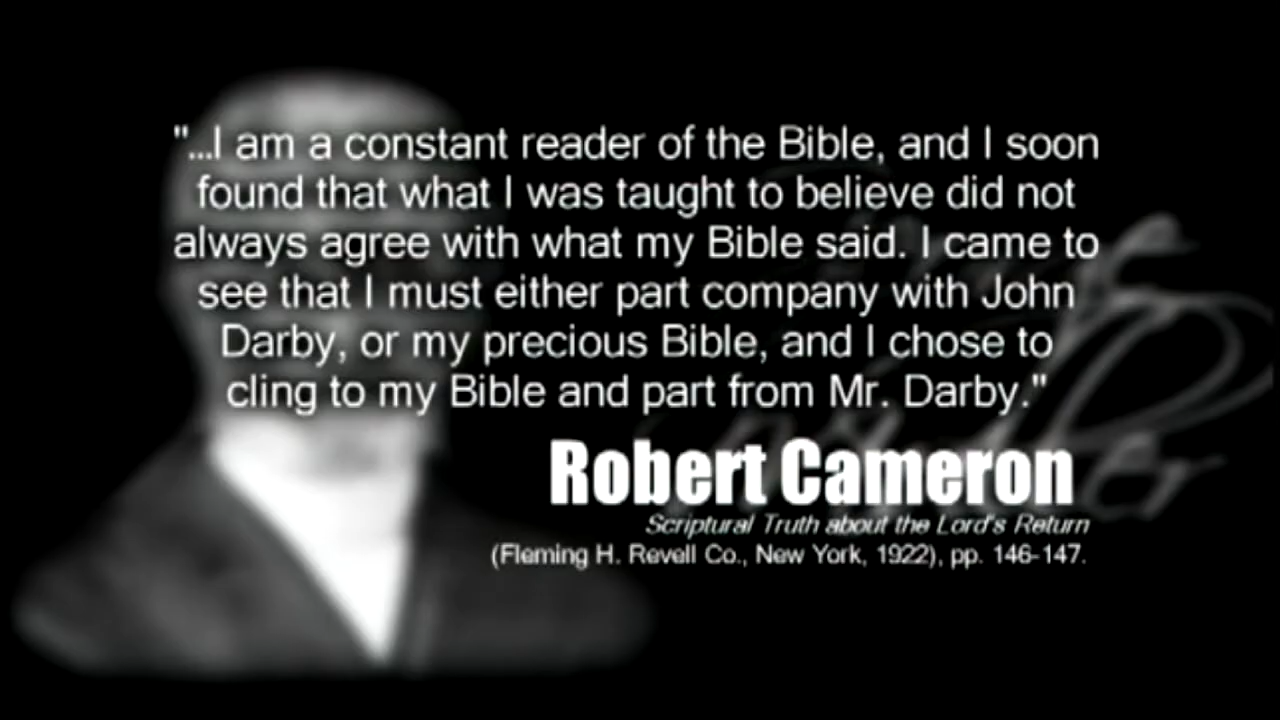 "...I am a constant reader of the Bible, and I soon
found that what I was taught to believe did not
always agree with what my Bible said. I came to
see that I must either part company with John
Darby, or my precious Bible, and I chose to
cling to my Bible and part from Mr. Darby."
Robert Cameron
Scriptural Truth about the Lord's Return
(Fleming H. Revell Co., New York, 1922), pp. 146-147.